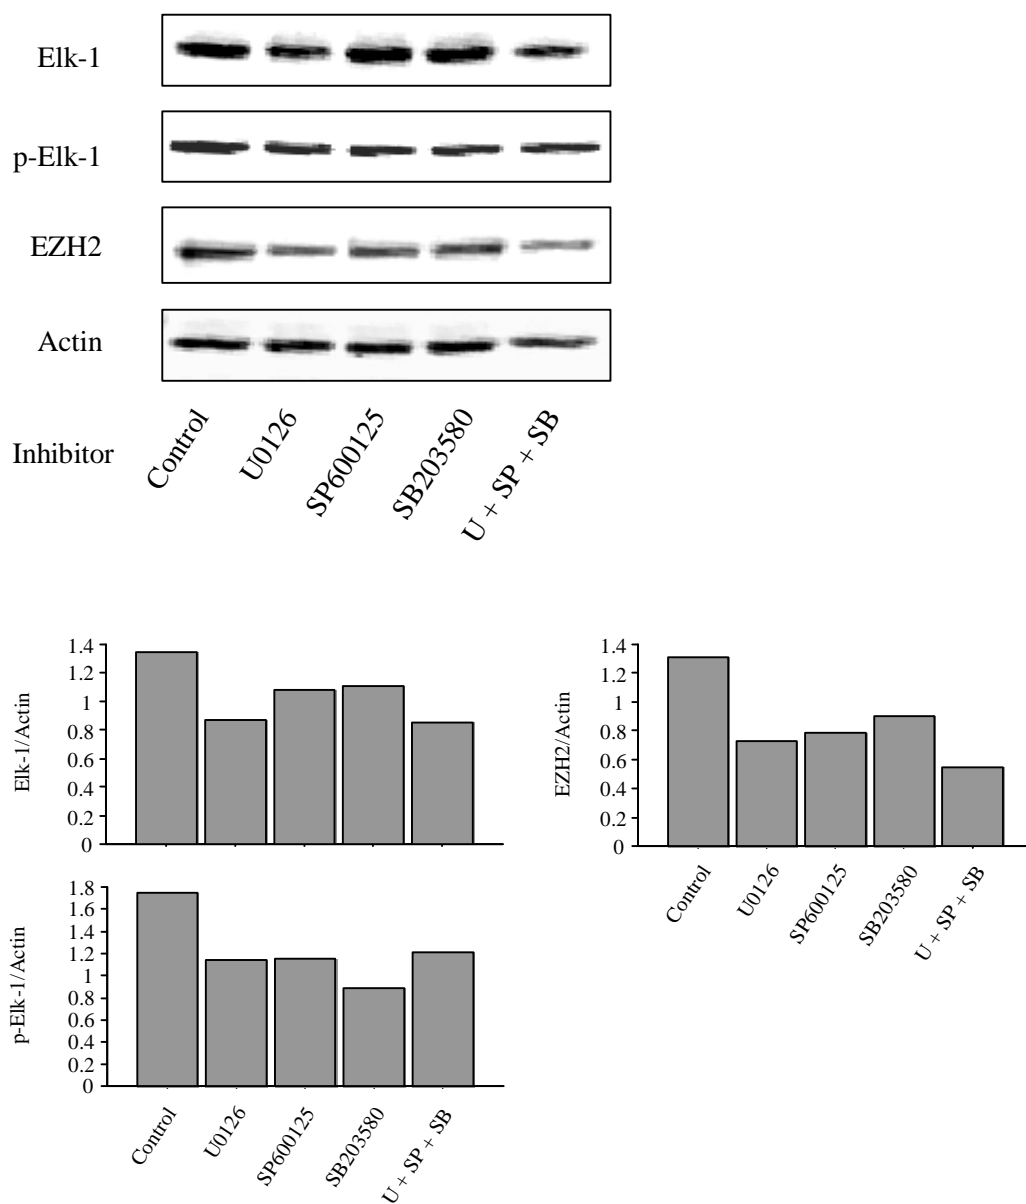 Elk-1
p-Elk-1
EZH2
Actin
Inhibitor
Control
U0126
SP600125
SB203580
U + SP + SB
Elk-1/Actin
1.4
1.2
1
0.8
0.6
0.4
0.2
0
EZH2/Actin
1.4
1.2
1
0.8
0.6
0.4
0.2
0
Control
U0126
SP600125
SB203580
U + SP + SB
p-Elk-1/Actin
1.8
1.6
1.4
1.2
1
0.8
0.6
0.4
0.2
0
Control
U0126
SP600125
SB203580
U + SP + SB